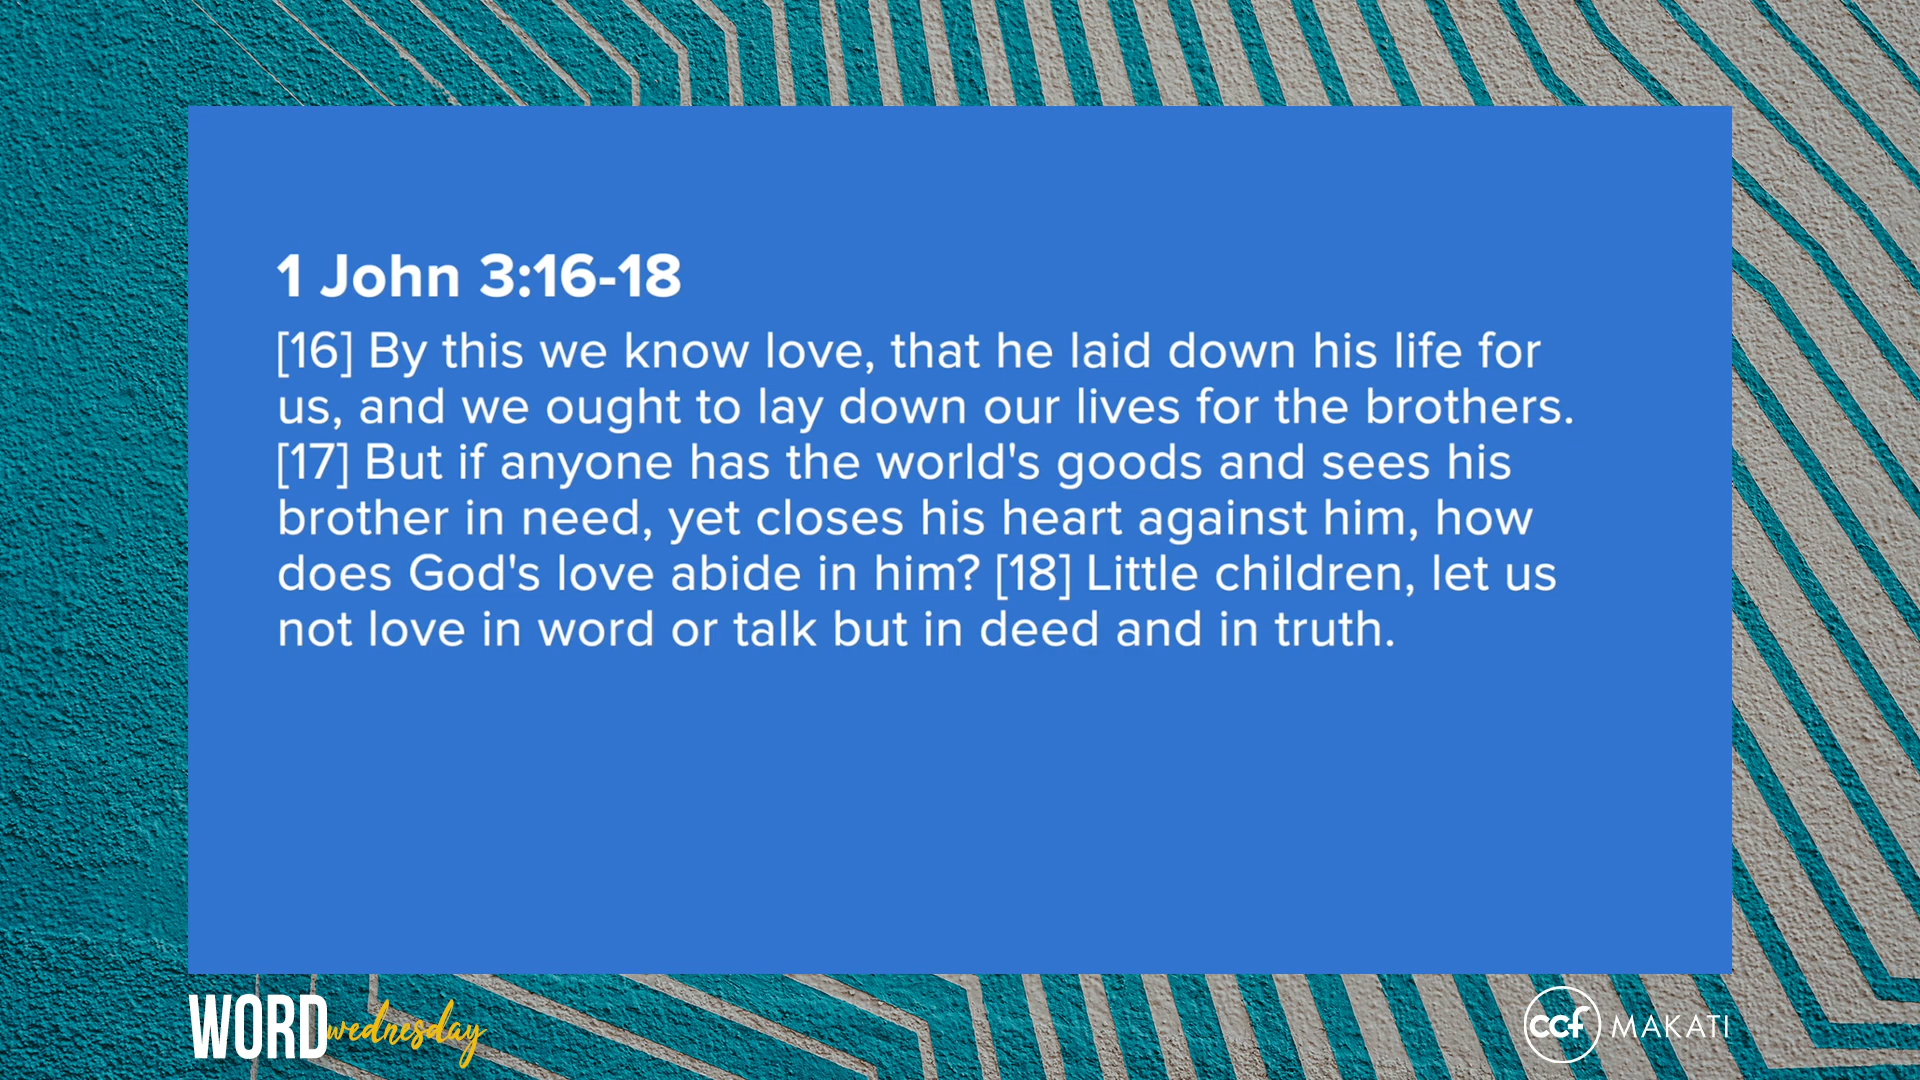 1 John 3:16-18
[16] By this we know love, that he laid down his life for
us, and we ought to lay down our lives for the brothers.
[17] But if anyone has the world's goods and sees his
brother in need, yet closes his heart against him, how
does God's love abide in him? [18] Little children, let us
not love in word or talk but in deed and in truth.
WORD wednesday
ccf MAKATI